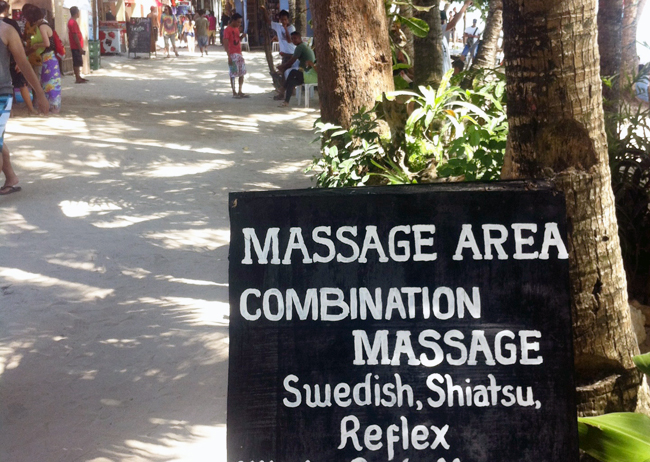 MASSAGE AREA
COMBINATION
MASSAGE
Swedish, Shiatsu,
Reflex